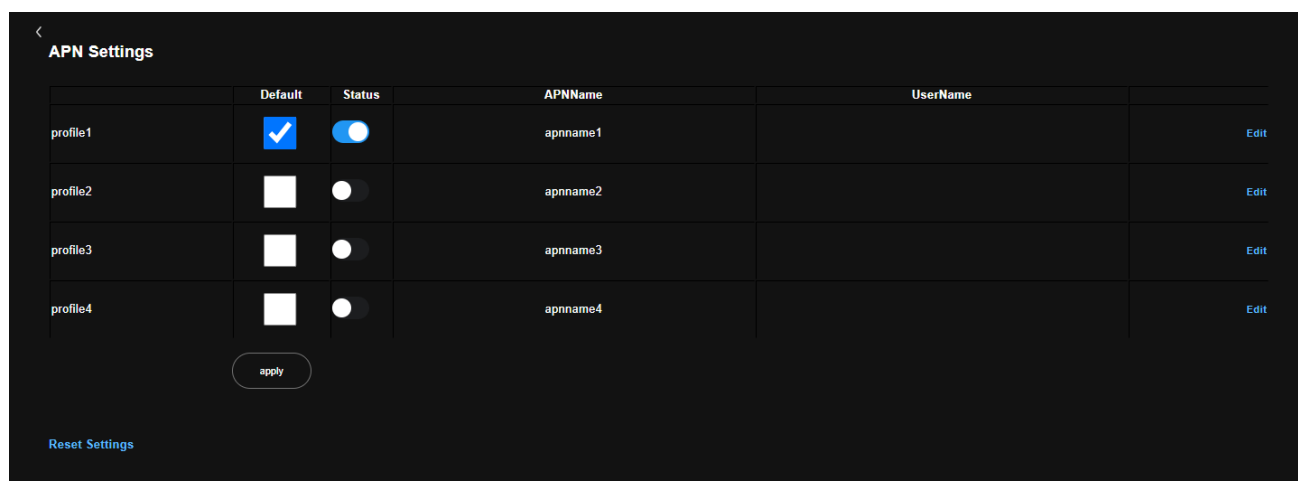 APN Settings
Default Status APNName UserName
profile1 apnname1 Edit
profile2 apnname2 Edit
profile3 apnname3 Edit
profile4 apnname4 Edit
apply
Reset Settings